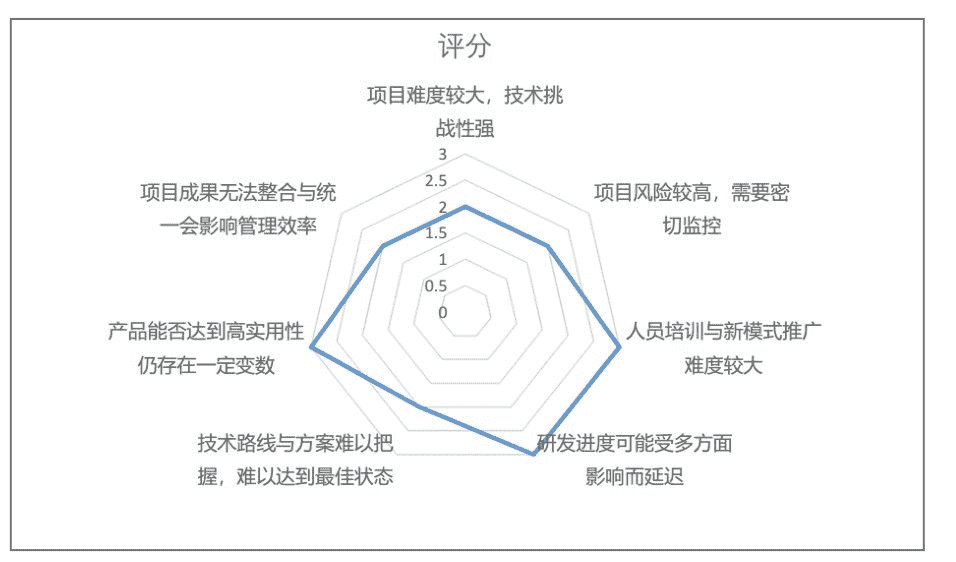 评分
项目难度较大，技术挑
战性强
3
2.5
2
1.5
1
0.5
0
项目风险较高，需要密
切监控
人员培训与新模式推广
难度较大
研发进度可能受多方面
影响而延迟
技术路线与方案难以把
握，难以达到最佳状态
产品能否达到高实用性
仍存在一定变数
项目成果无法整合与统
一会影响管理效率